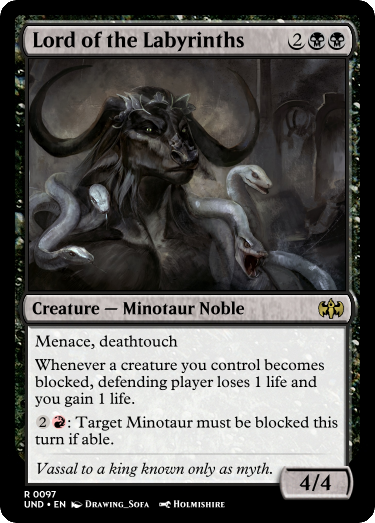 Lord of the Labyrinths 2
Creature — Minotaur Noble
Menace, deathtouch
Whenever a creature you control becomes
blocked, defending player loses 1 life and
you gain 1 life.
2 : Target Minotaur must be blocked this
turn if able.
Vassal to a king known only as myth.
4/4
R 0097
UND • EN Drawing_Sofa Holmishire